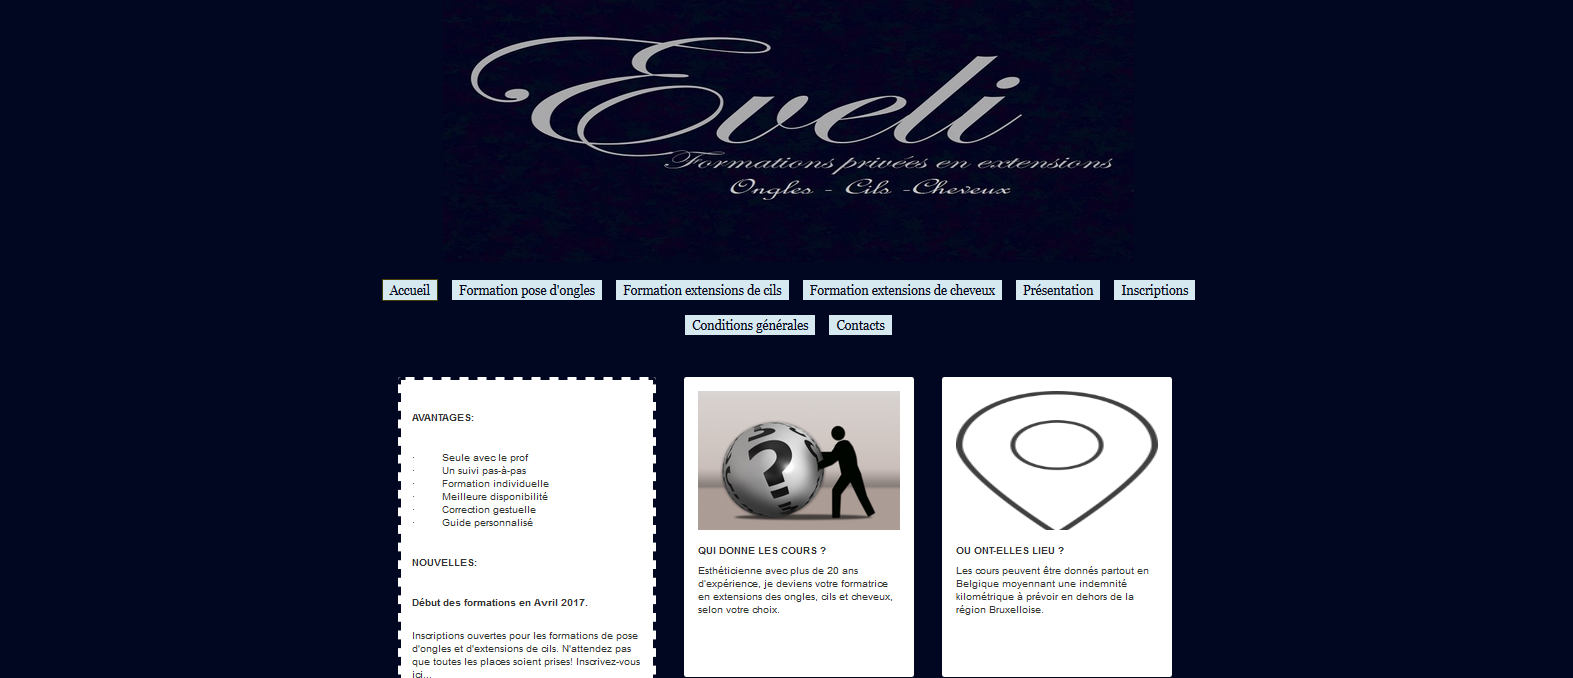 Eveli
Formations privées en extensions
Ongles - Cils -Cheveux
Accueil
Formation pose d'ongles
Formation extensions de cils
Formation extensions de cheveux
Présentation
Inscriptions
Conditions générales
Contacts
AVANTAGES:
· Seule avec le prof
· Un suivi pas-à-pas
· Formation individuelle
· Meilleure disponibilité
· Correction gestuelle
· Guide personnalisé
NOUVELLES:
Début des formations en Avril 2017.
Inscriptions ouvertes pour les formations de pose
d'ongles et d'extensions de cils. N'attendez pas
que toutes les places soient prises! Inscrivez-vous
ici...
?
QUI DONNE LES COURS ?
Esthéticienne avec plus de 20 ans
d'expérience, je deviens votre formatrice
en extensions des ongles, cils et cheveux,
selon votre choix.
OU ONT-ELLES LIEU ?
Les cours peuvent être donnés partout en
Belgique moyennant une indemnité
kilométrique à prévoir en dehors de la
région Bruxelloise.